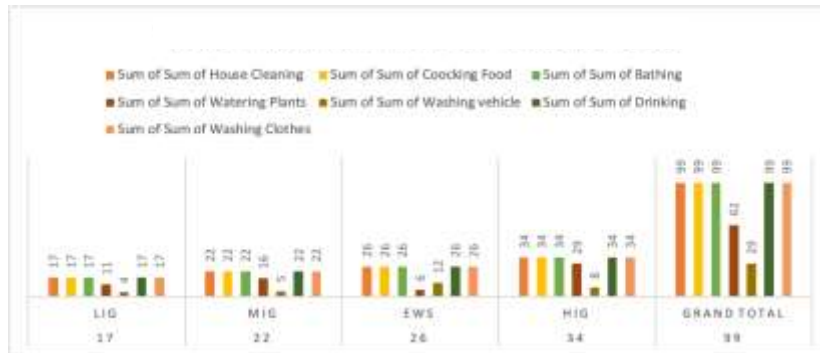 Sum of Sum of House Cleaning Sum of Sum of Coocking Food Sum of Sum of Bathing
Sum of Sum of Watering Plants Sum of Sum of Washing vehicle Sum of Sum of Drinking
Sum of Sum of Washing Clothes
17 17 17 11 4 17 17 22 22 22 16 5 22 22 26 26 26 6 12 26 26 34 34 34 29 8 34 34 99 99 99 62 29 99 99
LIG MIG EWS HIG GRAND TOTAL
17 22 26 34 99